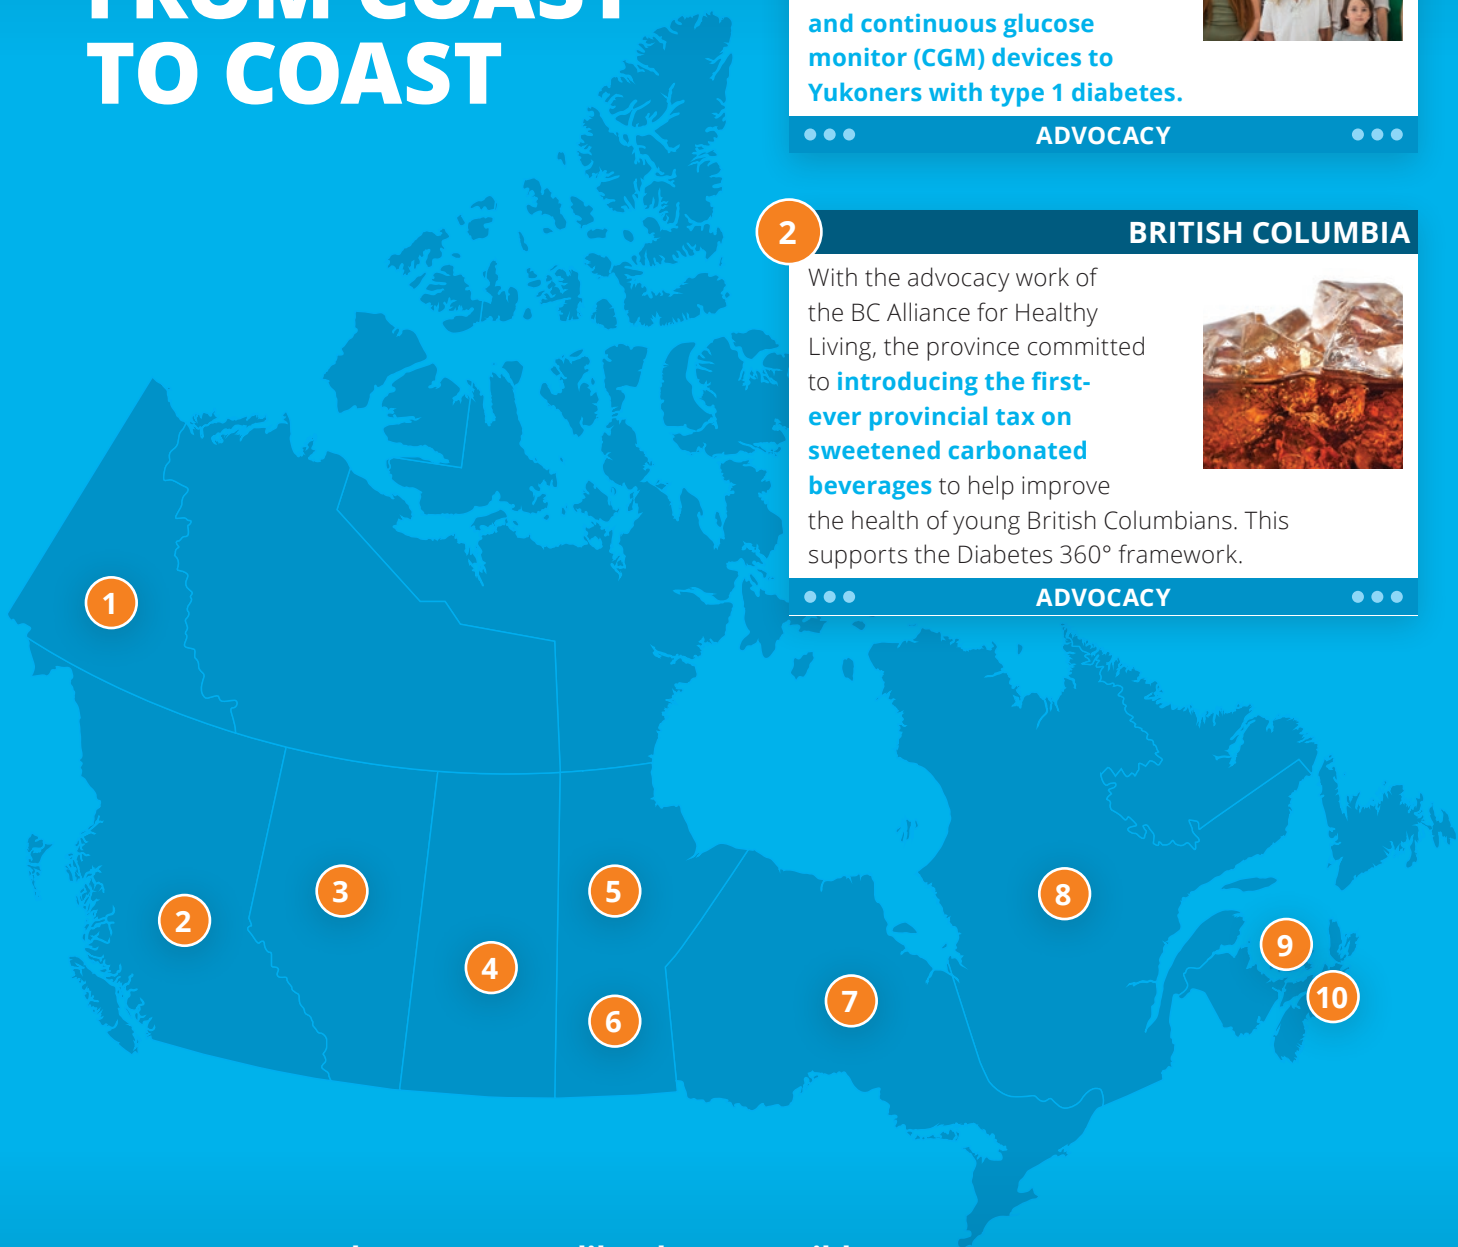 FROM COAST
TO COAST
and continuous glucose
monitor (CGM) devices to
Yukoners with type 1 diabetes.
ADVOCACY
2
BRITISH COLUMBIA
With the advocacy work of
the BC Alliance for Healthy
Living, the province committed
to introducing the first-
ever provincial tax on
sweetened carbonated
beverages to help improve
the health of young British Columbians. This
supports the Diabetes 360° framework.
ADVOCACY
1
2
3
4
5
6
7
8
9
10